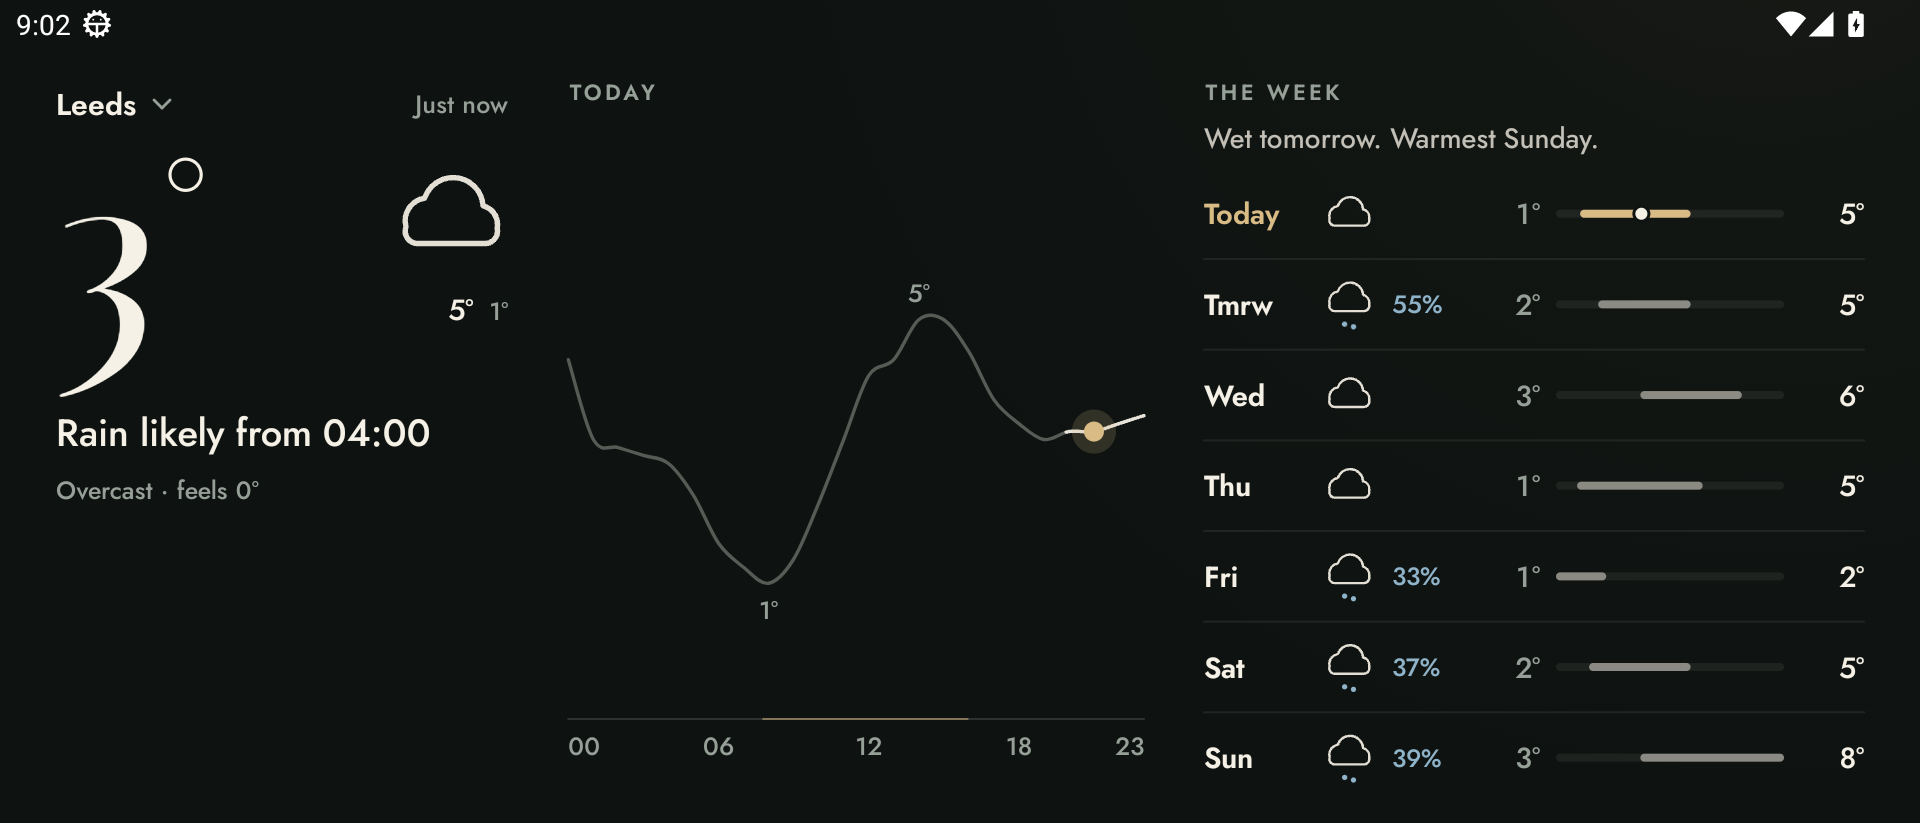 9:02
Leeds
Just now
3°
5° 1°
Rain likely from 04:00
Overcast · feels 0°
TODAY
5°
1°
00 06 12 18 23
THE WEEK
Wet tomorrow. Warmest Sunday.
Today 1° 5°
Tmrw 55% 2° 5°
Wed 3° 6°
Thu 1° 5°
Fri 33% 1° 2°
Sat 37% 2° 5°
Sun 39% 3° 8°